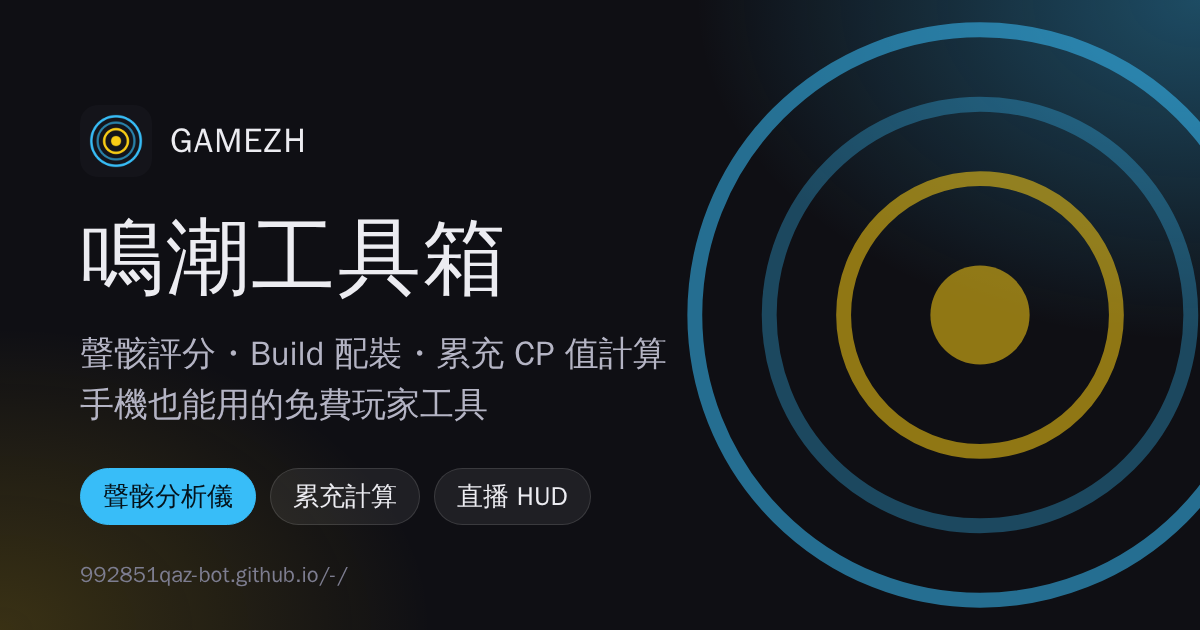 GAMEZH
鳴潮工具箱
聲骸評分・Build 配裝・累充 CP 值計算
手機也能用的免費玩家工具
聲骸分析儀 累充計算 直播 HUD
992851qaz-bot.github.io/-/